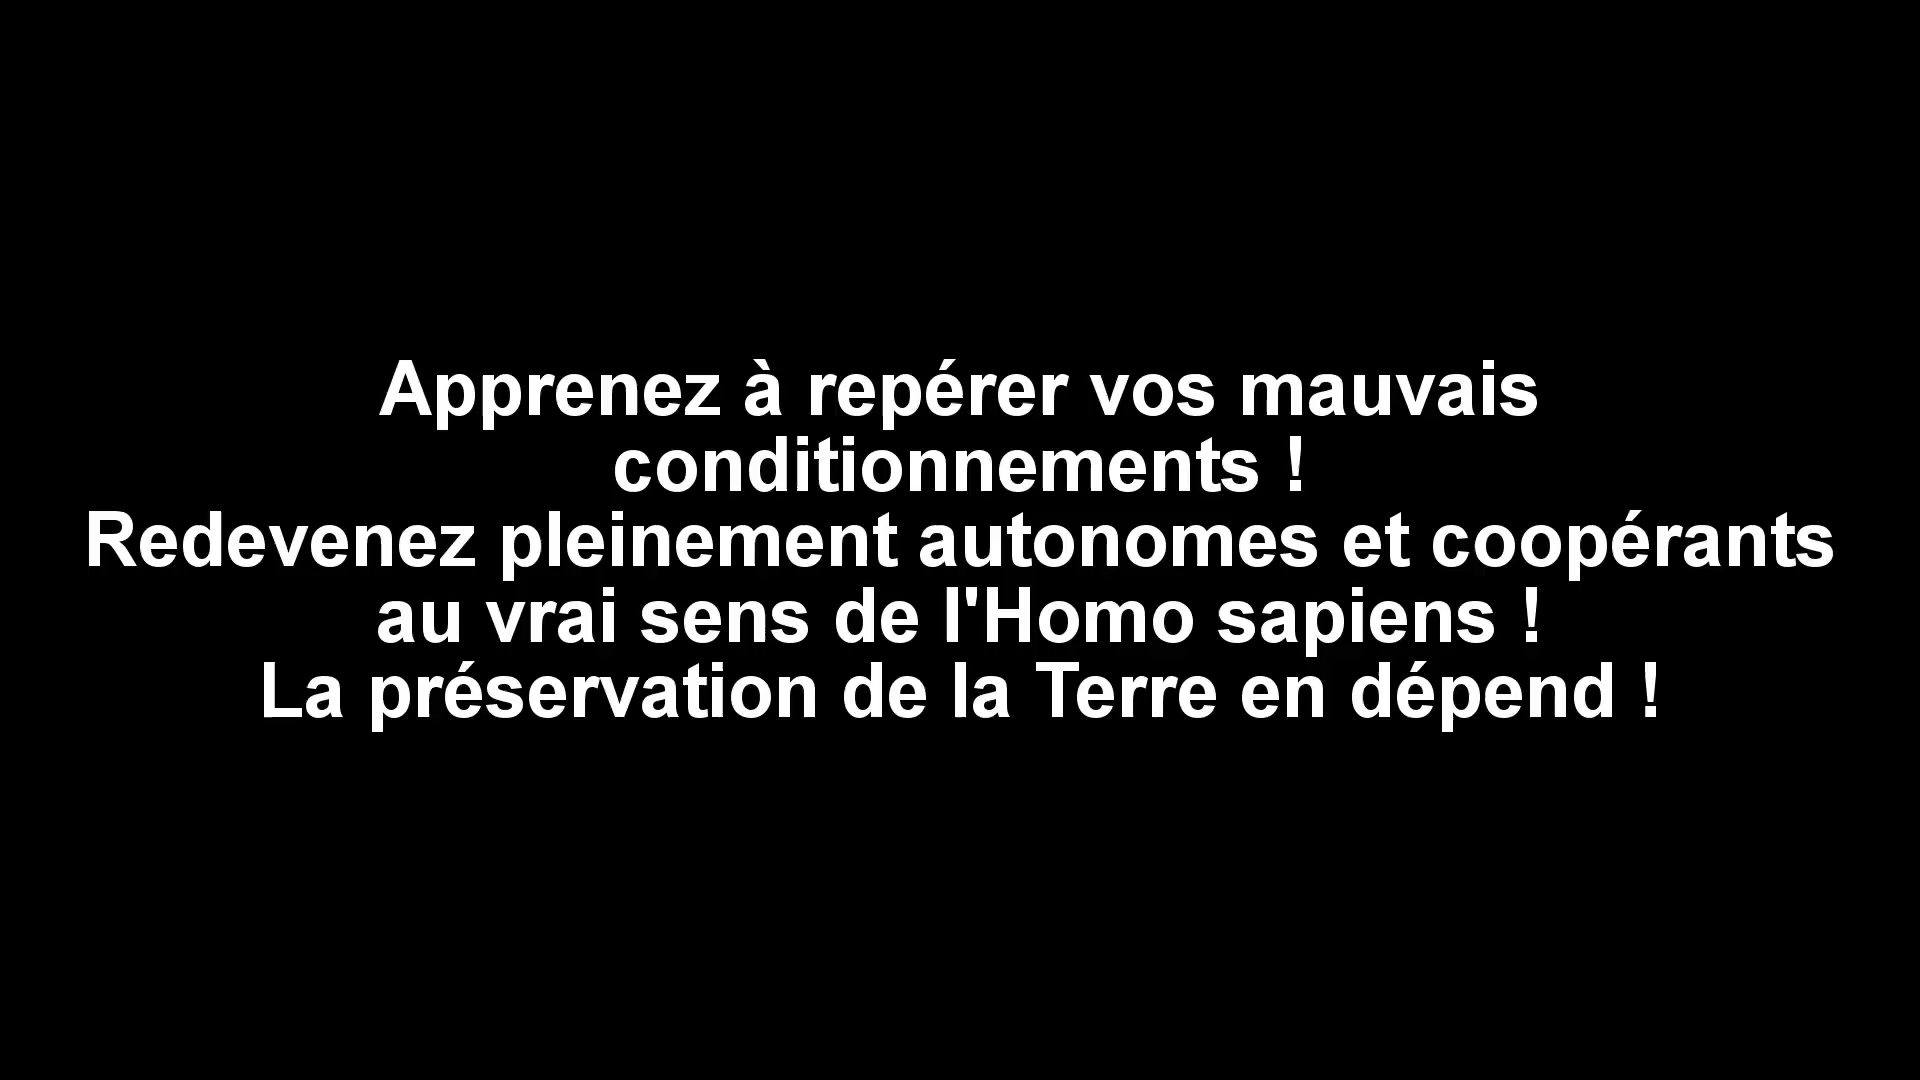 Apprenez à repérer vos mauvais
conditionnements !
Redevenez pleinement autonomes et coopérants
au vrai sens de l'Homo sapiens !
La préservation de la Terre en dépend !